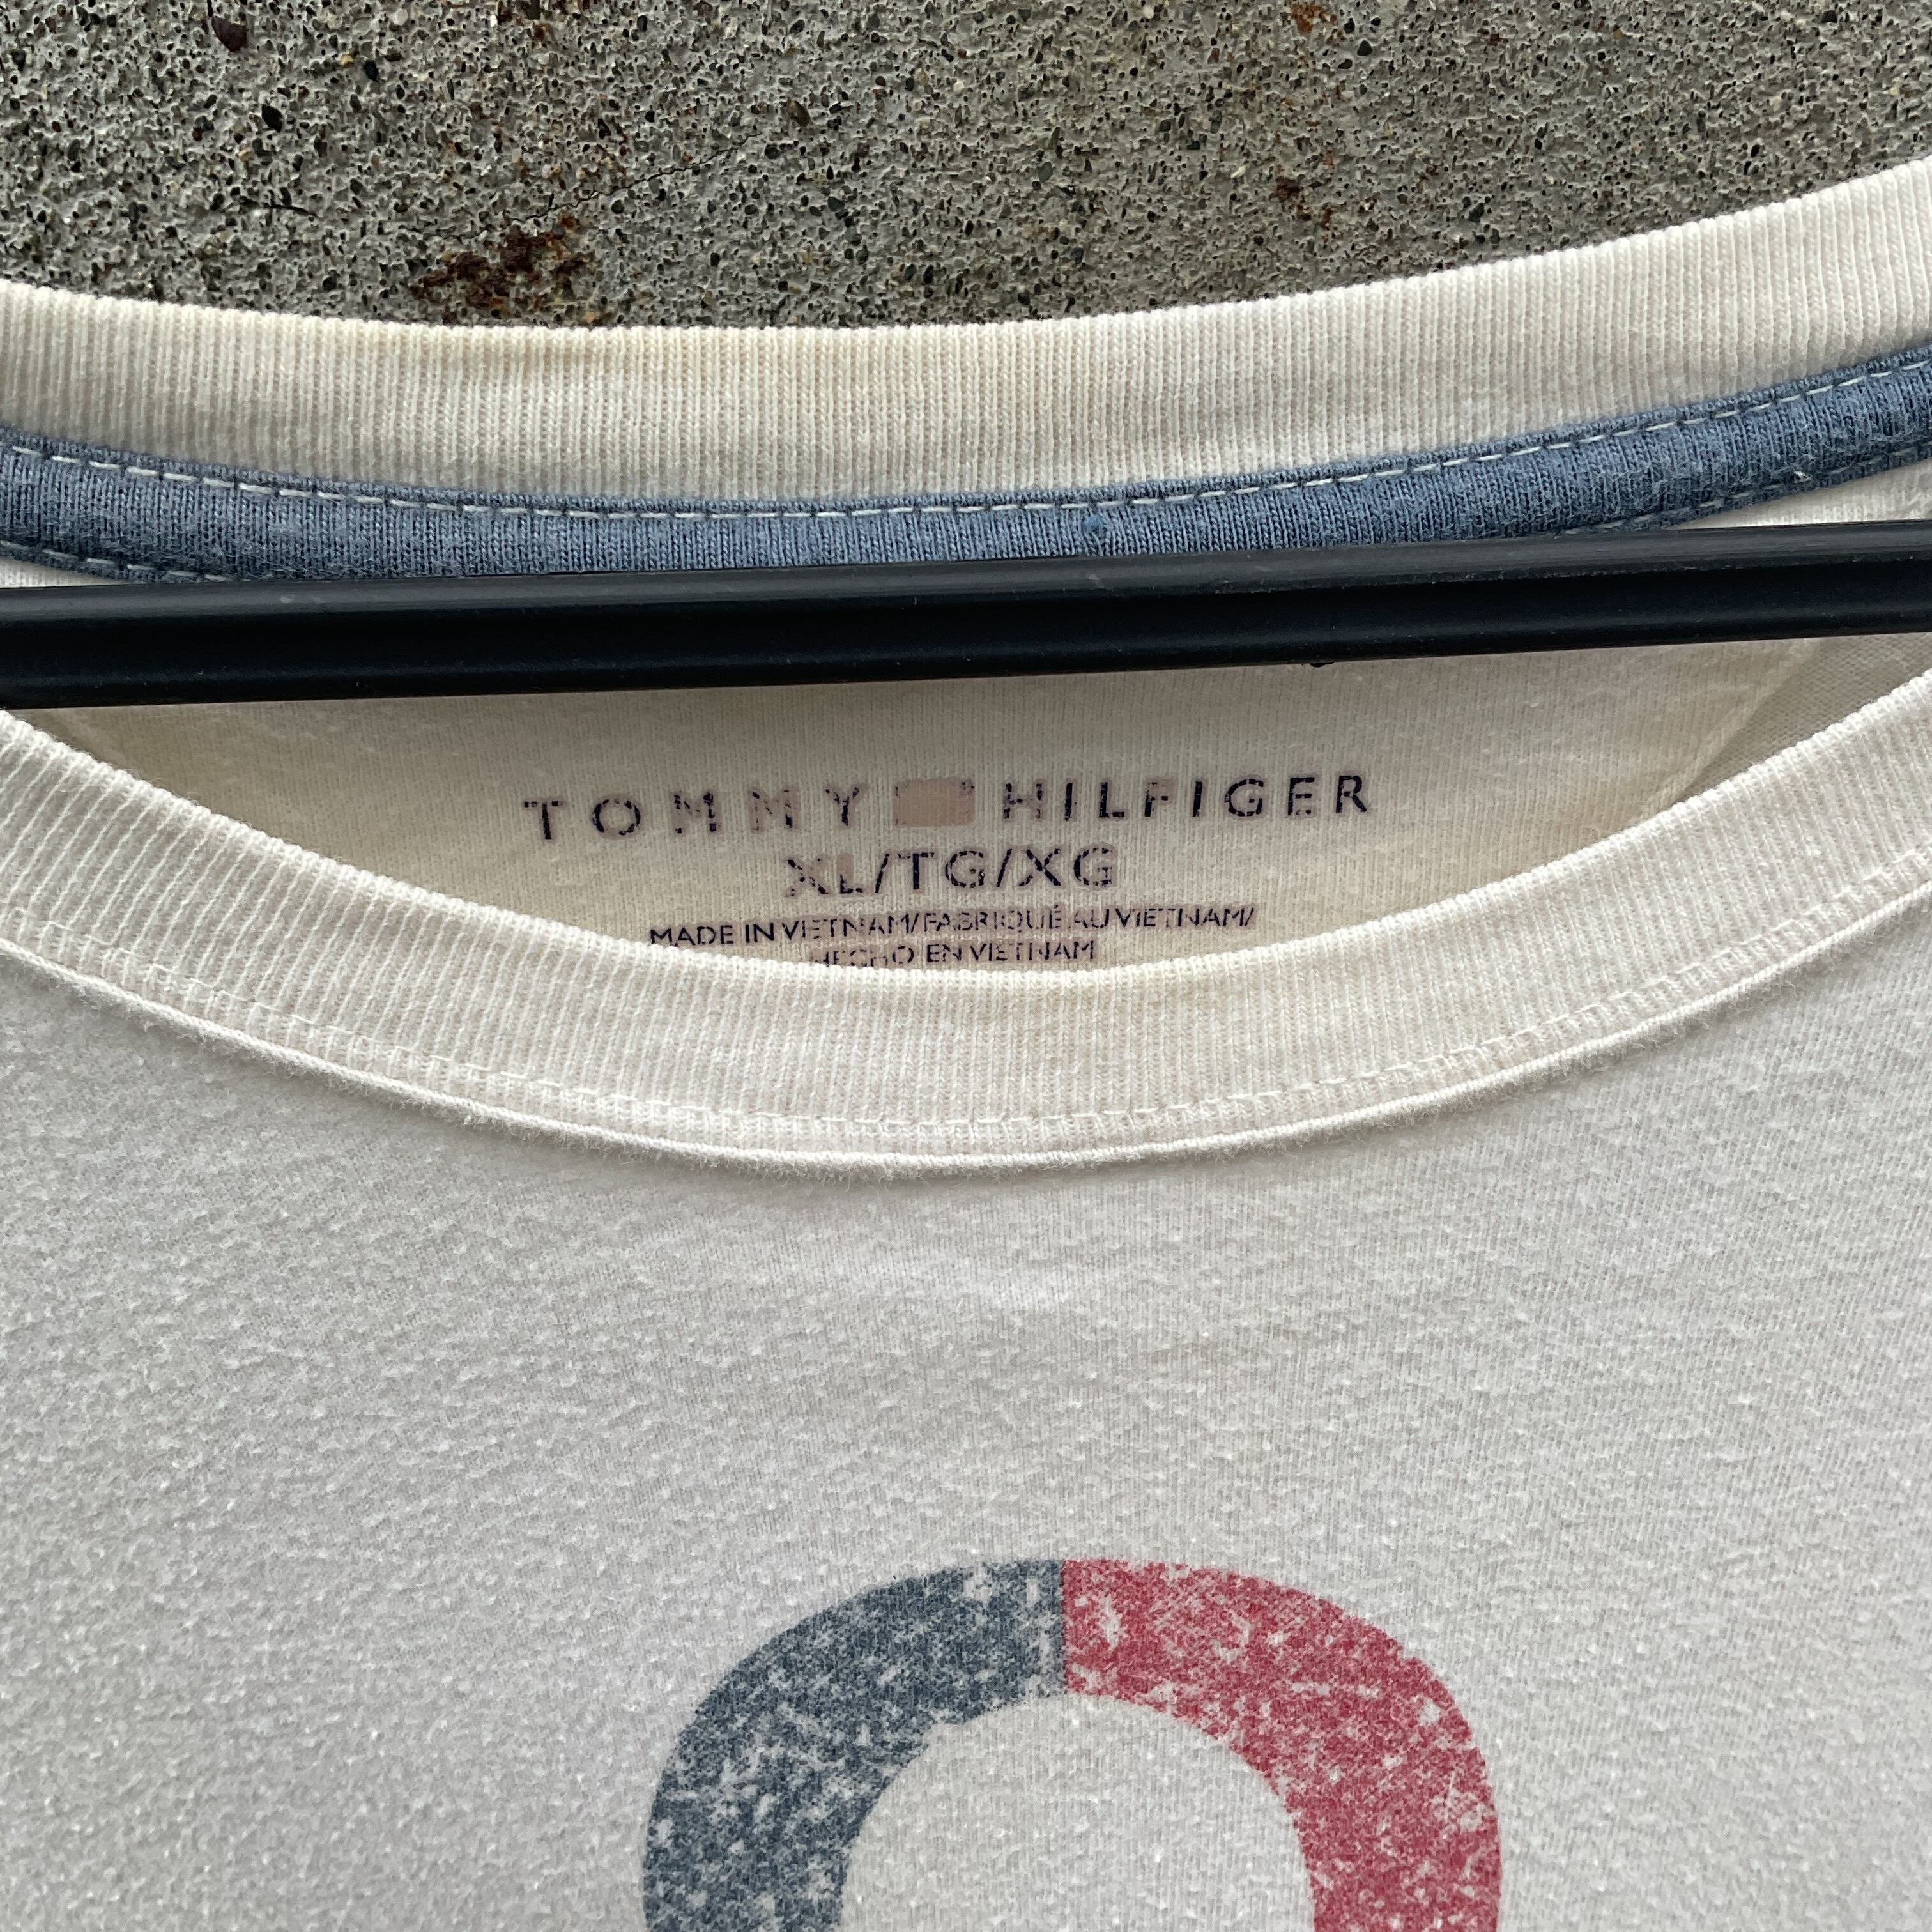 TOMMY HILFIGER
XL/TG/XG
MADE IN VIETNAM/FABRIQUÉ AU VIETNAM/
HECHO EN VIETNAM